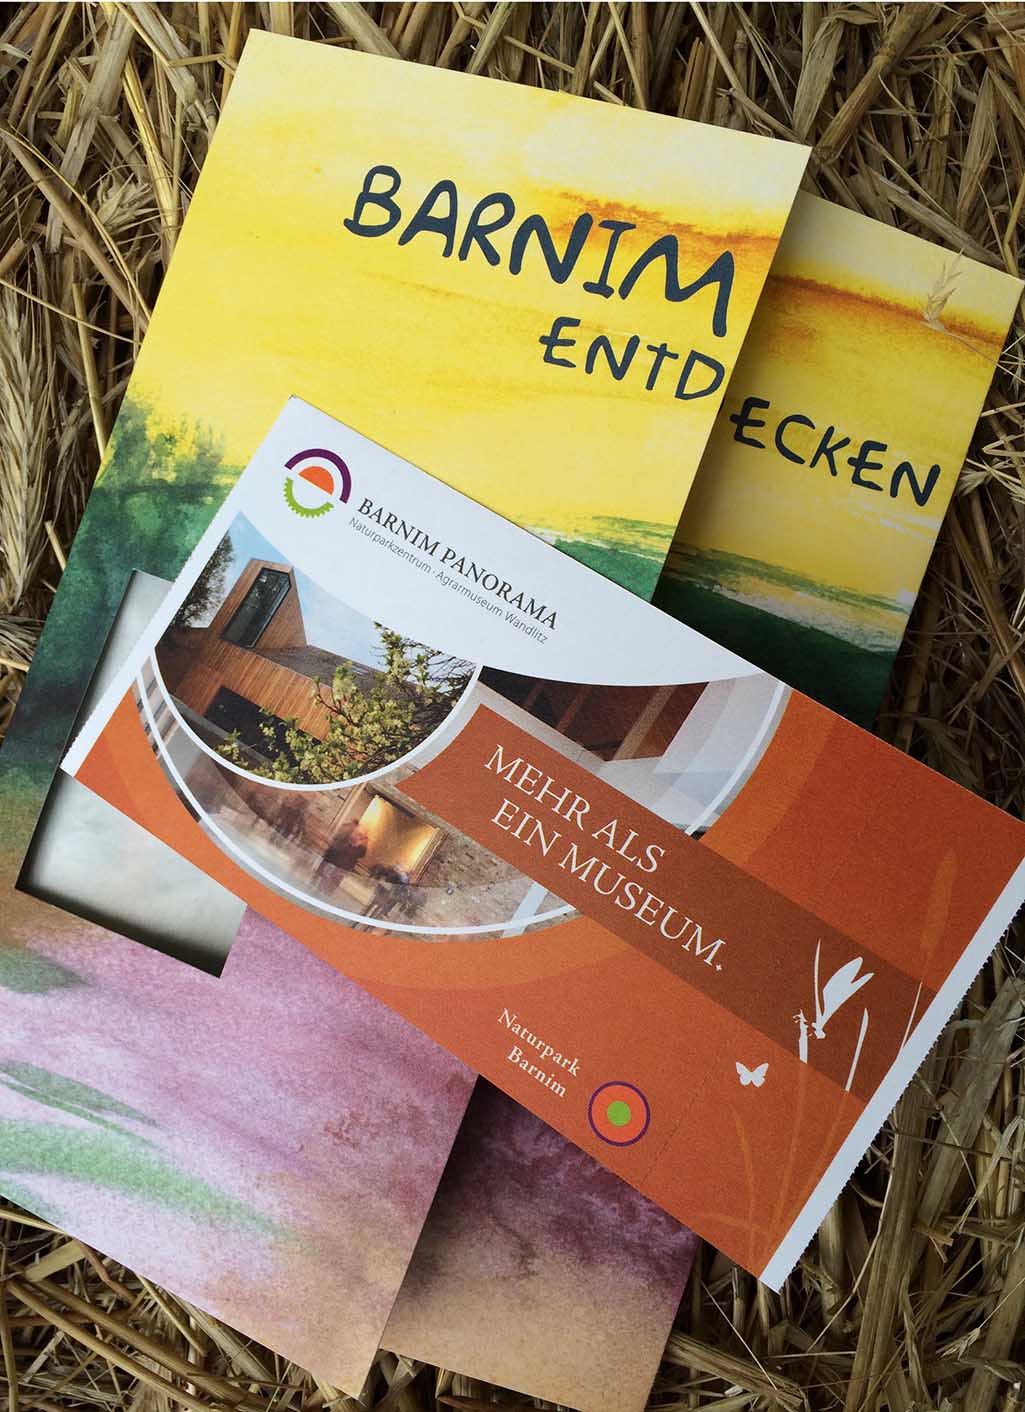 BARNIM
ENTD
ECKEN
BARNIM PANORAMA
Naturparkzentrum · Agrarmuseum Wandlitz
MEHR ALS
EIN MUSEUM.
Naturpark
Barnim